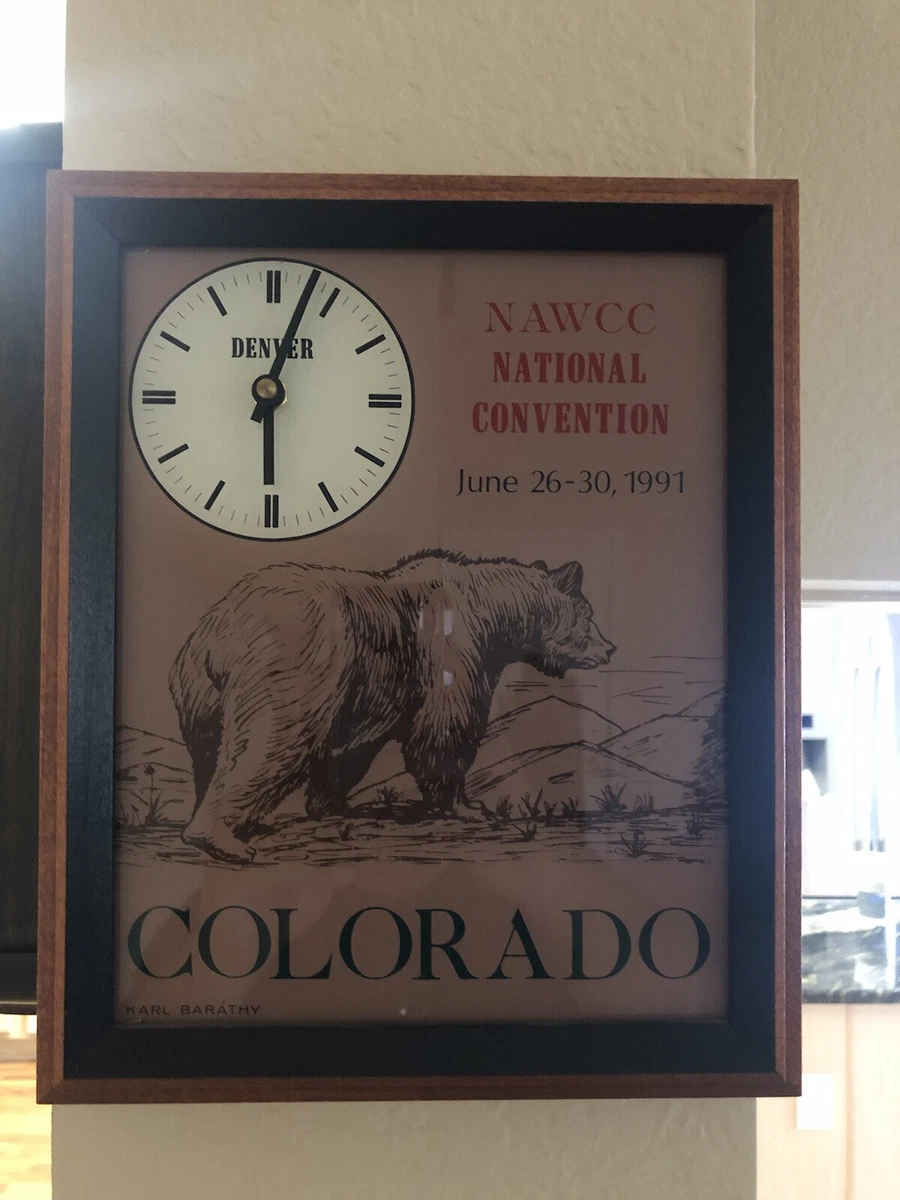 DENVER
NAWCC
NATIONAL
CONVENTION
June 26-30, 1991
COLORADO
KARL BARÁTHY